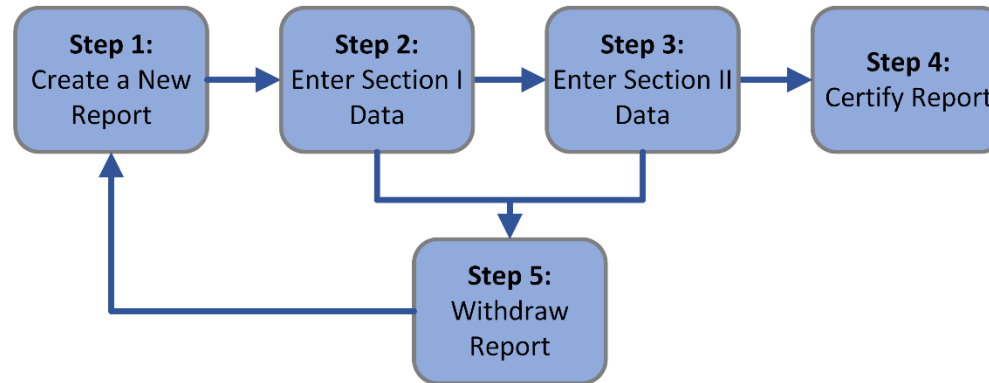 Step 1:
Create a New
Report
Step 2:
Enter Section I
Data
Step 3:
Enter Section II
Data
Step 4:
Certify Report
Step 5:
Withdraw
Report